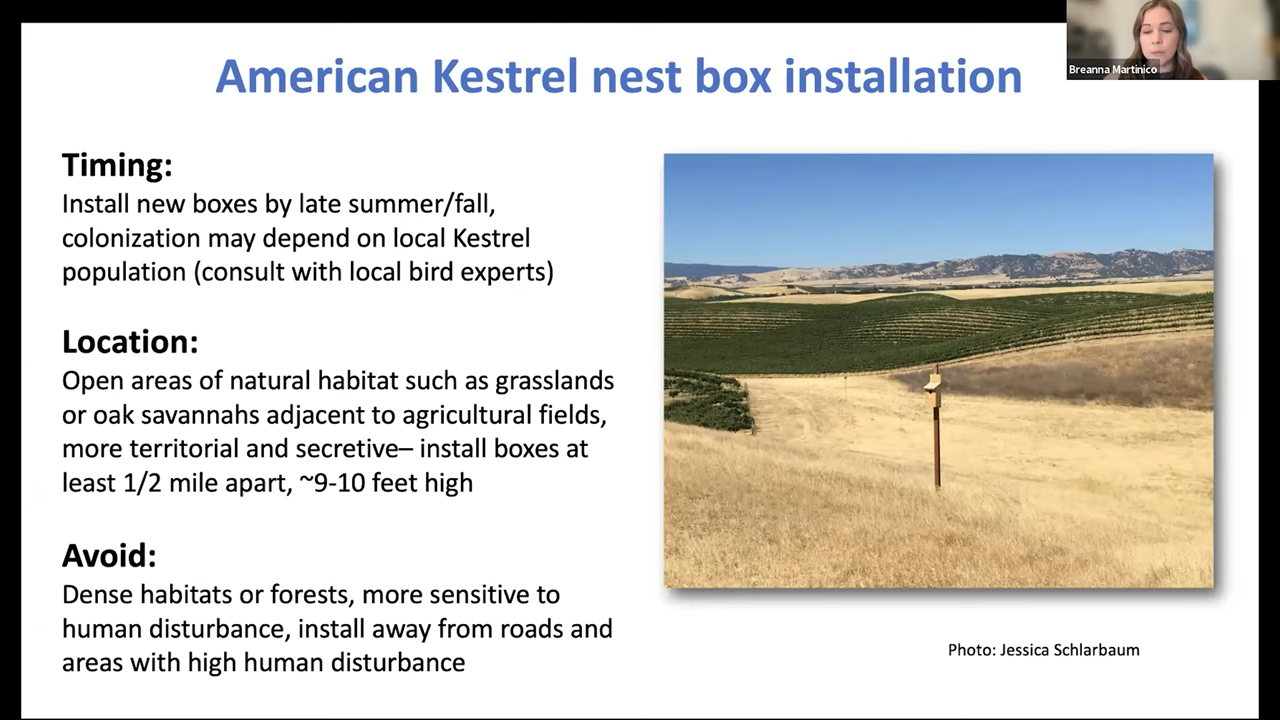 American Kestrel nest box installation
Breanna Martinico
Timing:
Install new boxes by late summer/fall,
colonization may depend on local Kestrel
population (consult with local bird experts)
Location:
Open areas of natural habitat such as grasslands
or oak savannahs adjacent to agricultural fields,
more territorial and secretive– install boxes at
least 1/2 mile apart, ~9-10 feet high
Avoid:
Dense habitats or forests, more sensitive to
human disturbance, install away from roads and
areas with high human disturbance
Photo: Jessica Schlarbaum